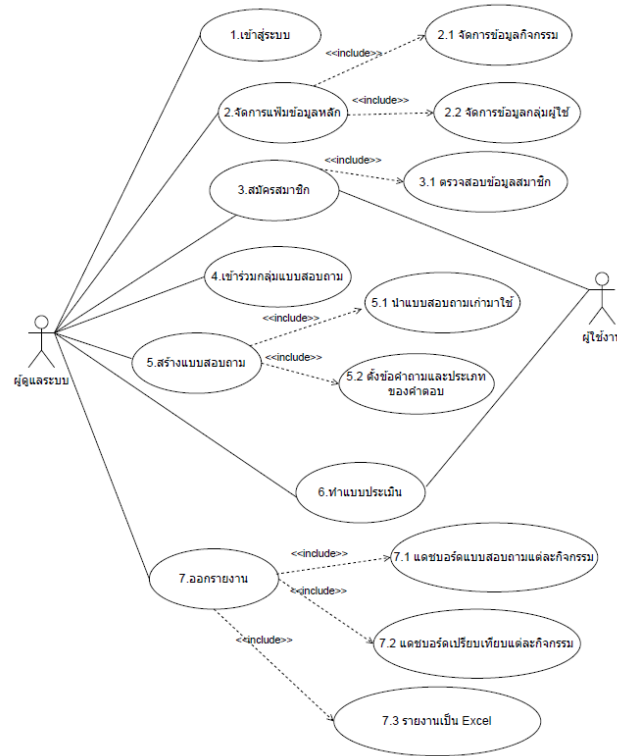 1.เข้าสู่ระบบ
2.1 จัดการข้อมูลกิจกรรม
<<include>>
2.จัดการแฟ้มข้อมูลหลัก
<<include>>
2.2 จัดการข้อมูลกลุ่มผู้ใช้
<<include>>
3.สมัครสมาชิก
3.1 ตรวจสอบข้อมูลสมาชิก
4.เข้าร่วมกลุ่มแบบสอบถาม
5.1 นำแบบสอบถามเก่ามาใช้
<<include>>
ผู้ใช้งาน
5.สร้างแบบสอบถาม
<<include>>
ผู้ดูแลระบบ
5.2 ตั้งข้อคำถามและประเภท
ของคำตอบ
6.ทำแบบประเมิน
<<include>>
7.1 แดชบอร์ดแบบสอบถามแต่ละกิจกรรม
7.ออกรายงาน
<<include>>
<<include>>
7.2 แดชบอร์ดเปรียบเทียบแต่ละกิจกรรม
7.3 รายงานเป็น Excel